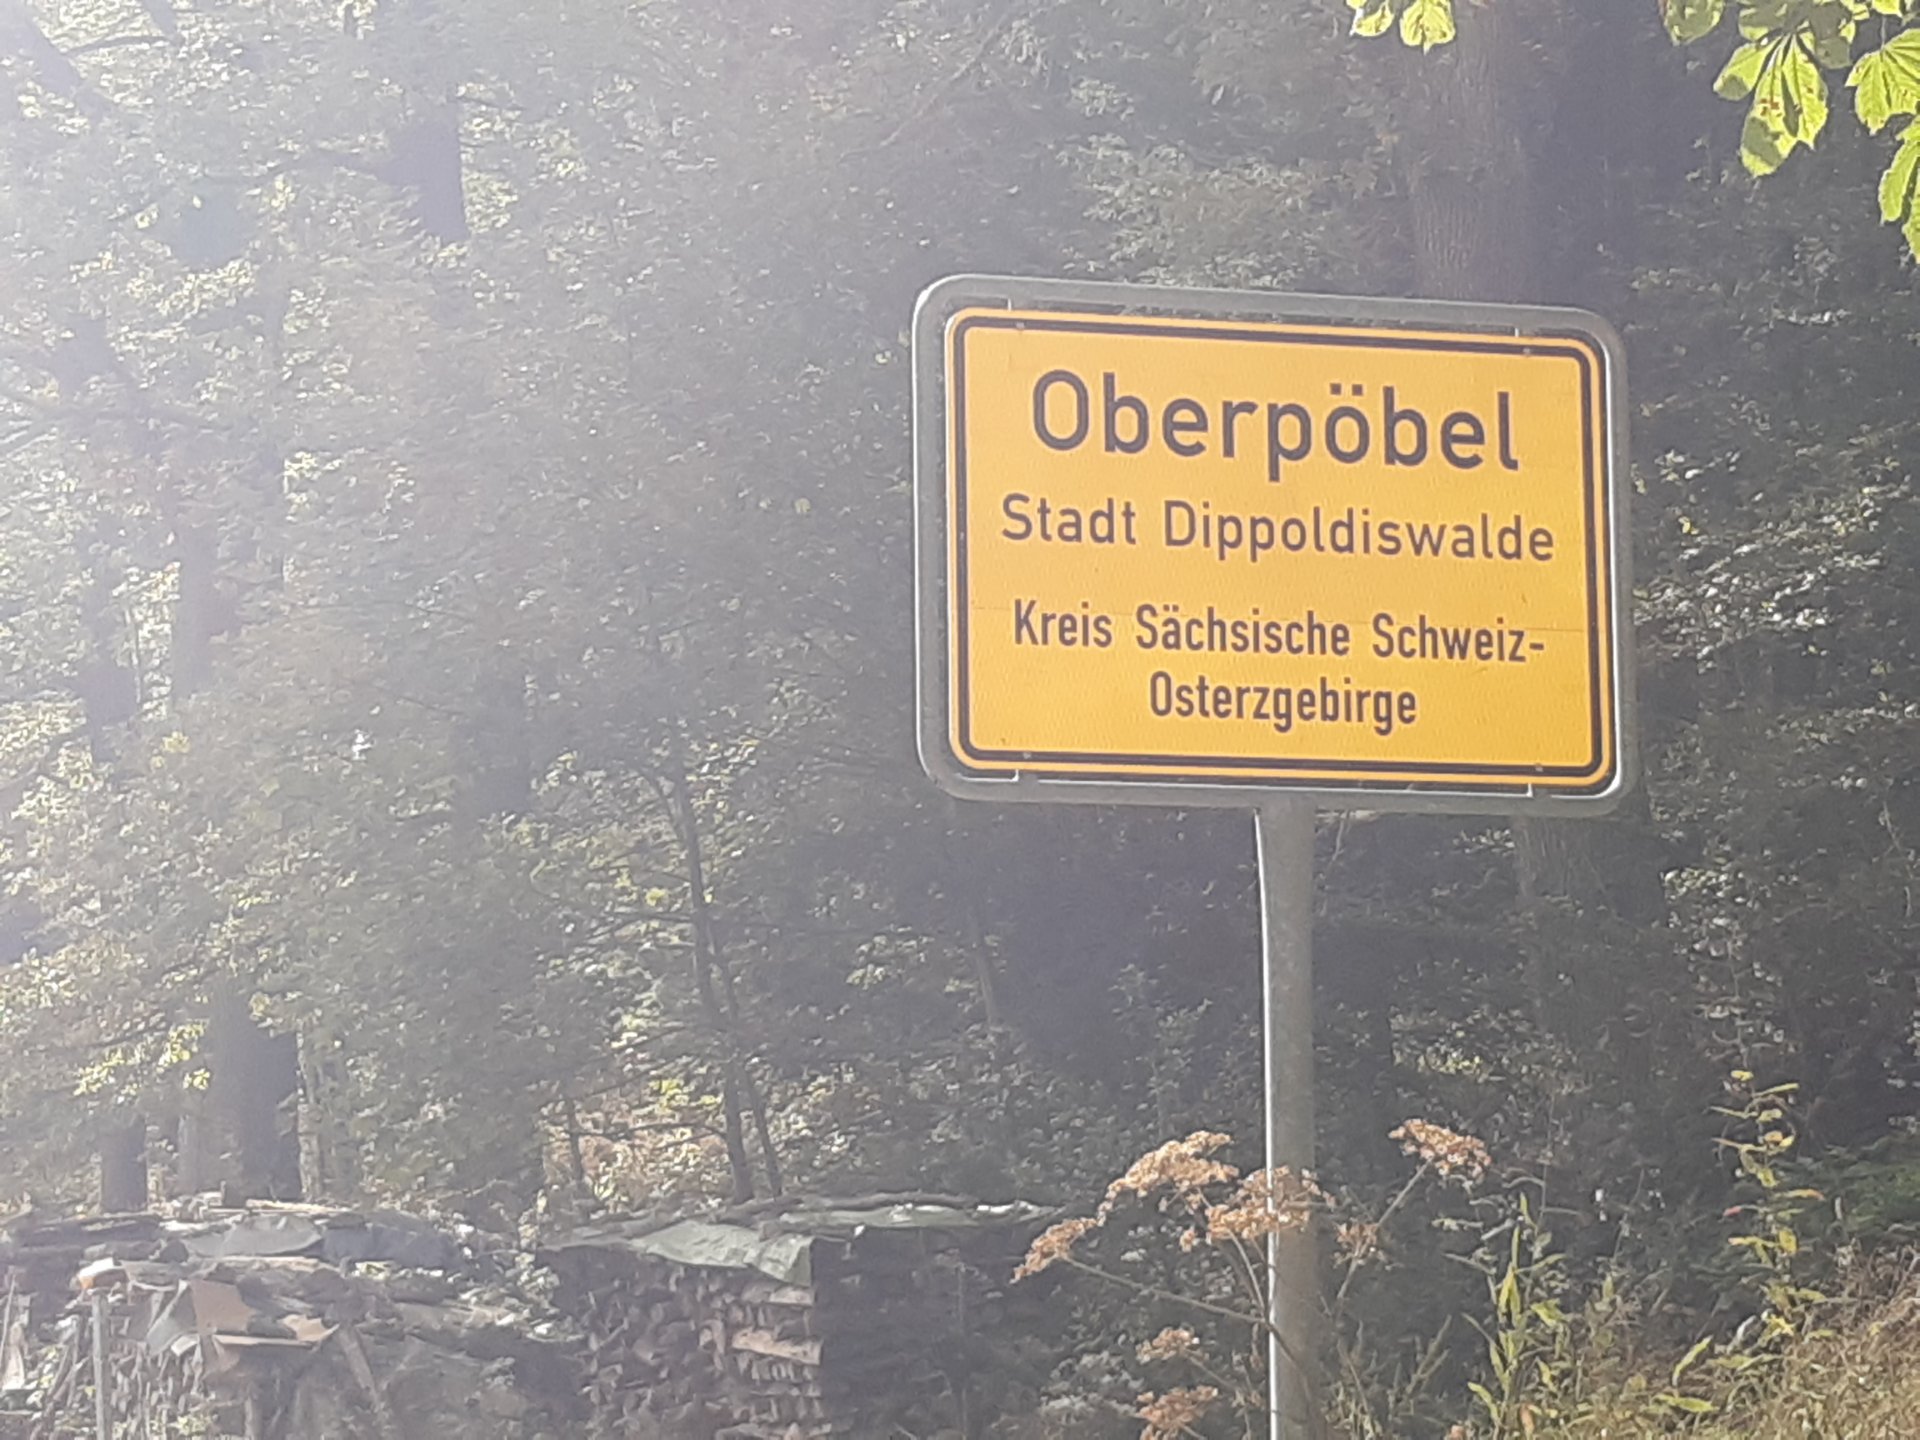 Oberpöbel
Stadt Dippoldiswalde
Kreis Sächsische Schweiz-
Osterzgebirge